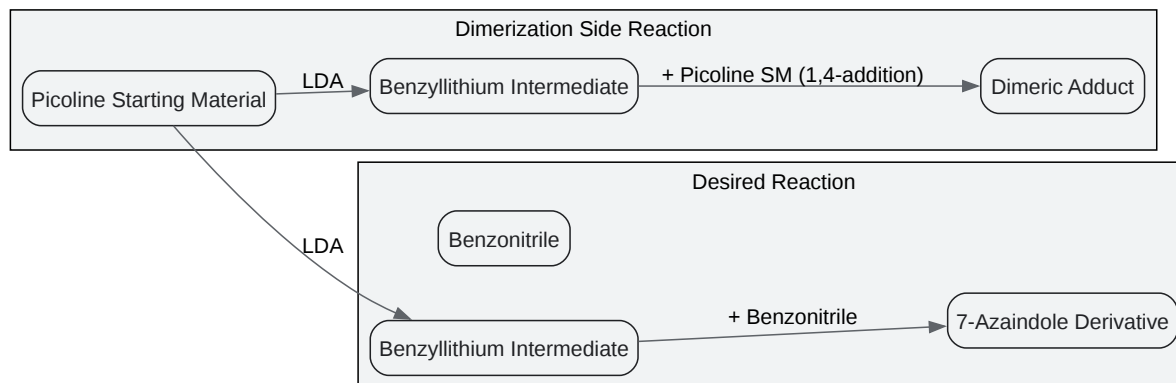 Dimerization Side Reaction
Picoline Starting Material
LDA
Benzyllithium Intermediate
+ Picoline SM (1,4-addition)
Dimeric Adduct
Desired Reaction
Benzonitrile
LDA
Benzyllithium Intermediate
+ Benzonitrile
7-Azaindole Derivative